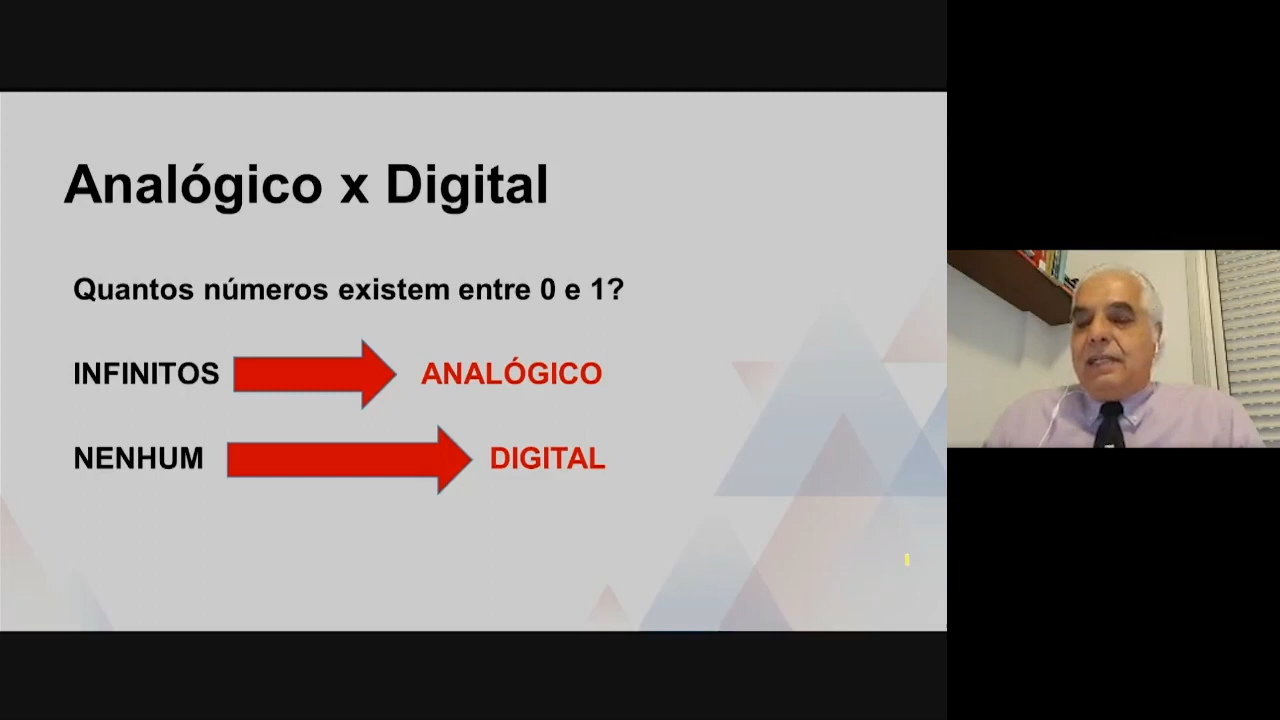 Analógico x Digital
Quantos números existem entre 0 e 1?
INFINITOS ANALÓGICO
NENHUM DIGITAL